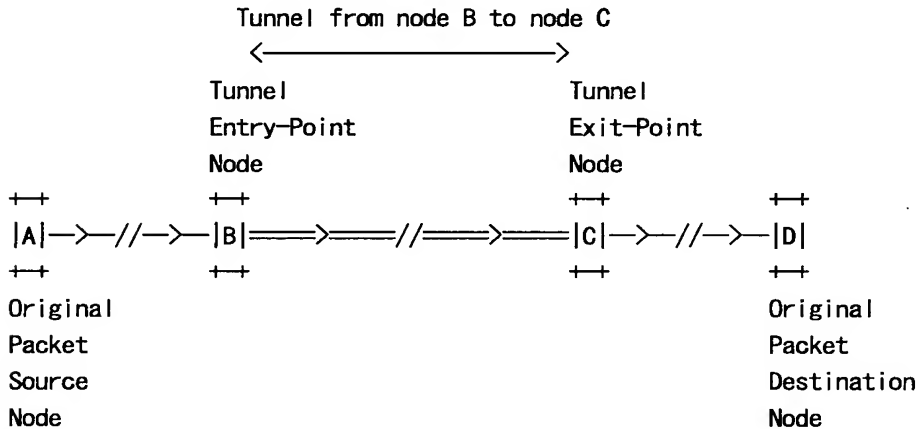 Tunnel from node B to node C
<---------------------->
Tunnel Tunnel
Entry-Point Exit-Point
Node Node
+-+ +-+ +-+ +-+
|A|-->--//-->--|B|=====>=====//=====>=====|C|-->--//-->--|D|
+-+ +-+ +-+ +-+
Original Original
Packet Packet
Source Destination
Node Node